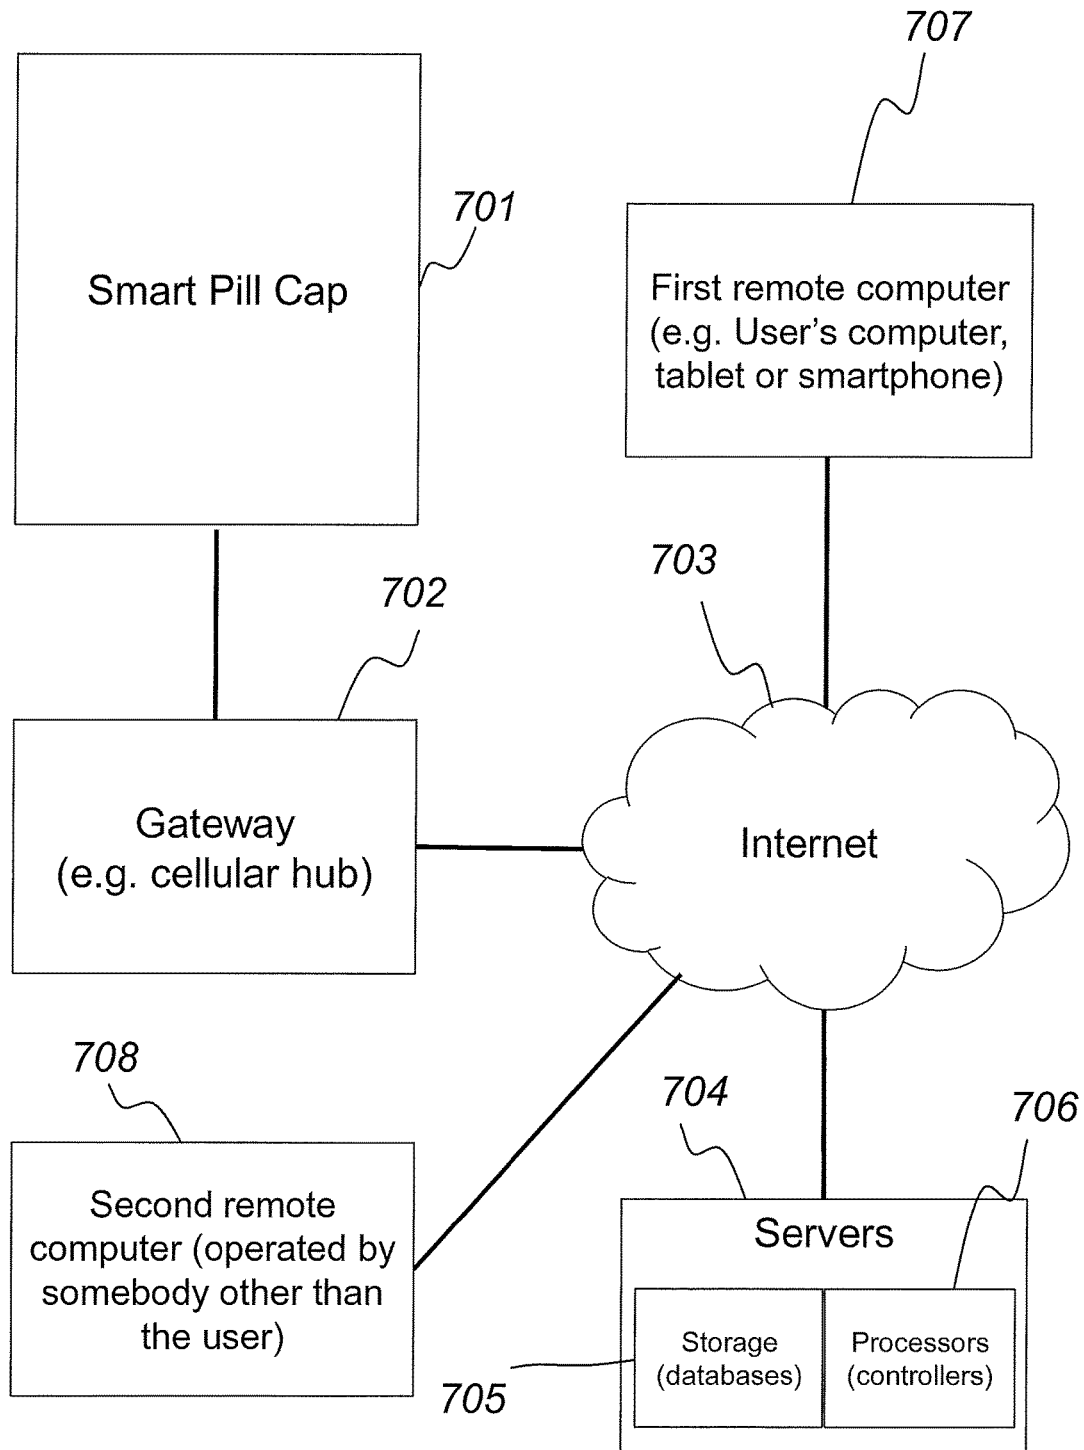 707
701
Smart Pill Cap
First remote computer
(e.g. User's computer,
tablet or smartphone)
703
702
Gateway
(e.g. cellular hub)
Internet
708
704
706
Second remote
computer (operated by
somebody other than
the user)
Servers
Storage
(databases)
Processors
(controllers)
705